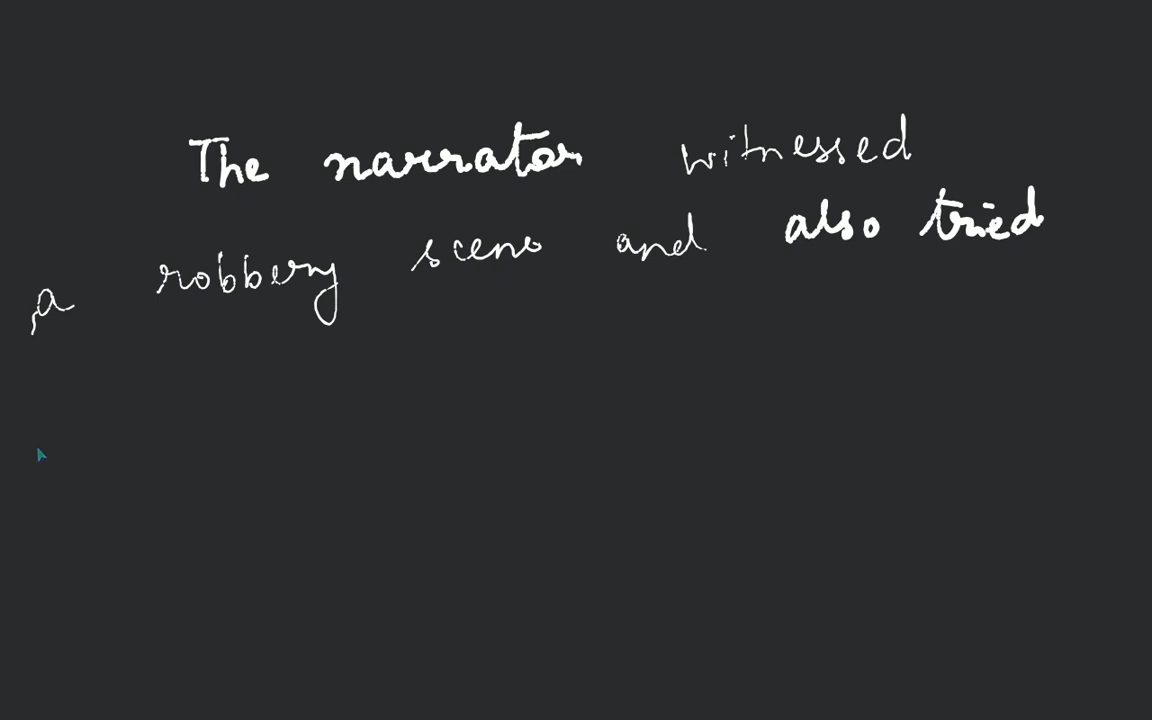 The narrator witnessed
a robbery scene and also tried